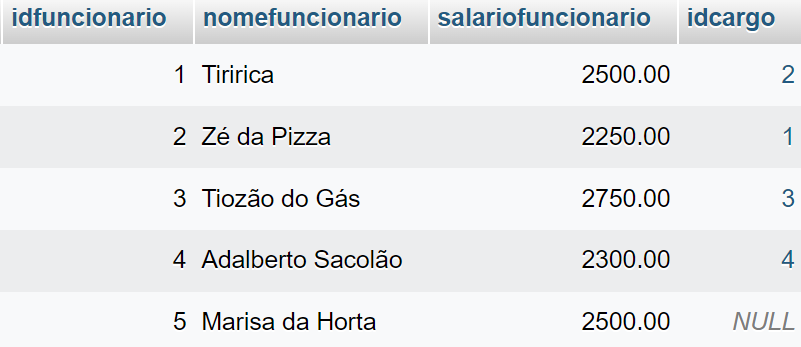 idfuncionario nomefuncionario salariofuncionario idcargo
1 Tiririca 2500.00 2
2 Zé da Pizza 2250.00 1
3 Tiozão do Gás 2750.00 3
4 Adalberto Sacolão 2300.00 4
5 Marisa da Horta 2500.00 NULL